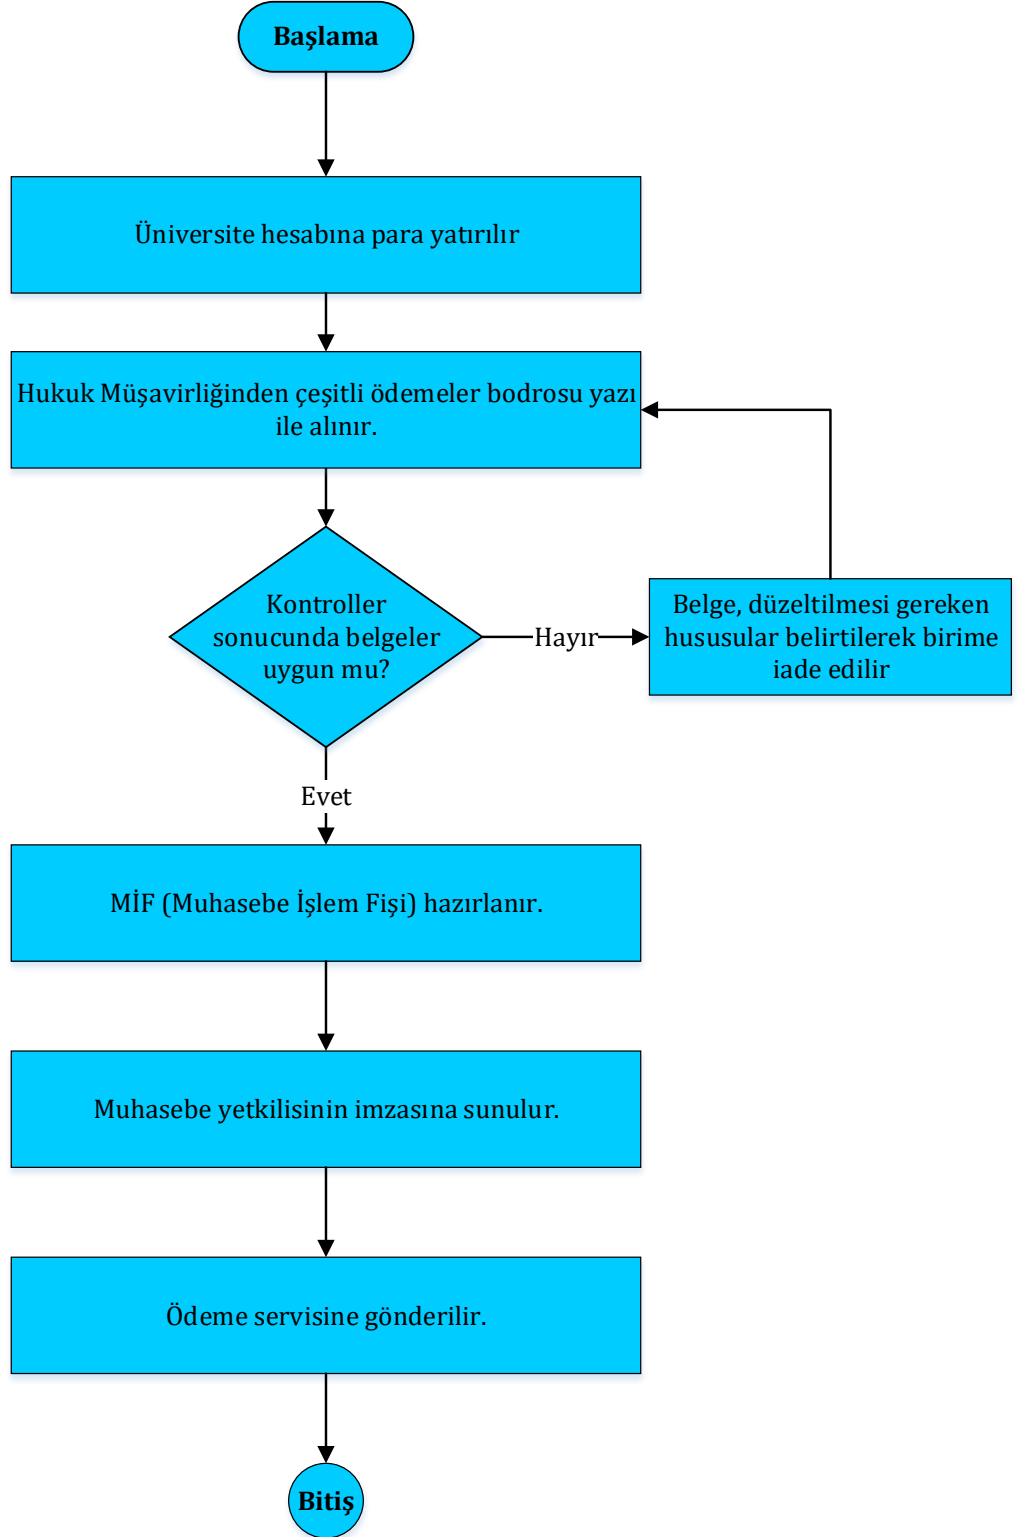 Başlama
Üniversite hesabına para yatırılır
Hukuk Müşavirliğinden çeşitli ödemeler bodrosu yazı
ile alınır.
Kontroller
sonucunda belgeler
uygun mu?
Hayır
Belge, düzeltilmesi gereken
hususular belirtilerek birime
iade edilir
Evet
MİF (Muhasebe İşlem Fişi) hazırlanır.
Muhasebe yetkilisinin imzasına sunulur.
Ödeme servisine gönderilir.
Bitiş